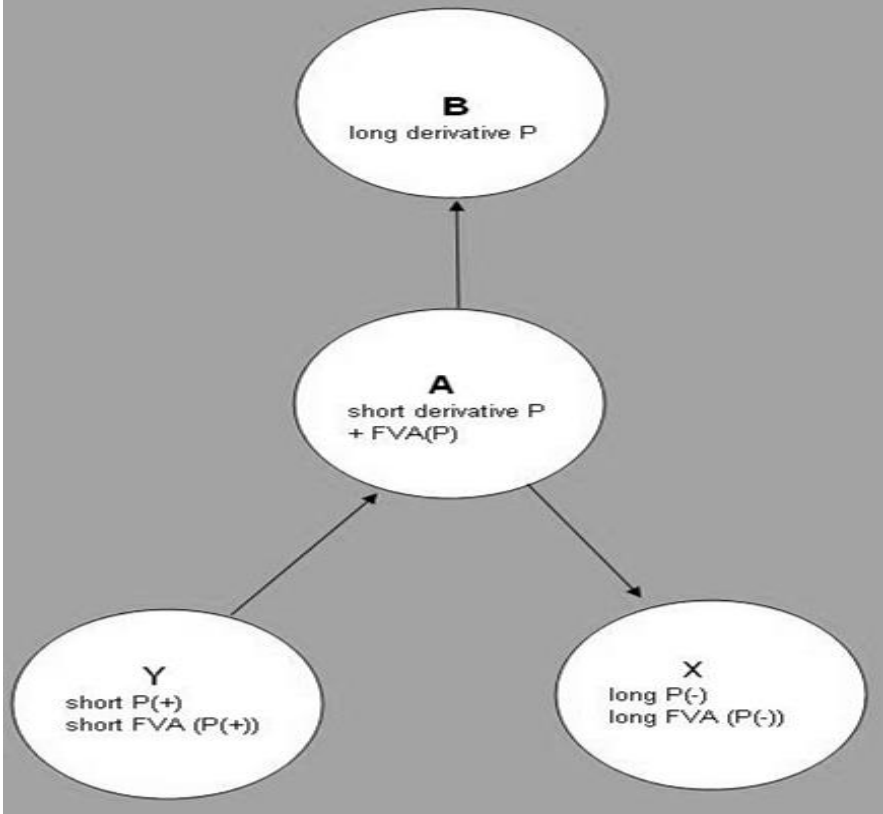 B
long derivative P
A
short derivative P
+ FVA(P)
Y
short P(+)
short FVA (P(+))
X
long P(-)
long FVA (P(-))